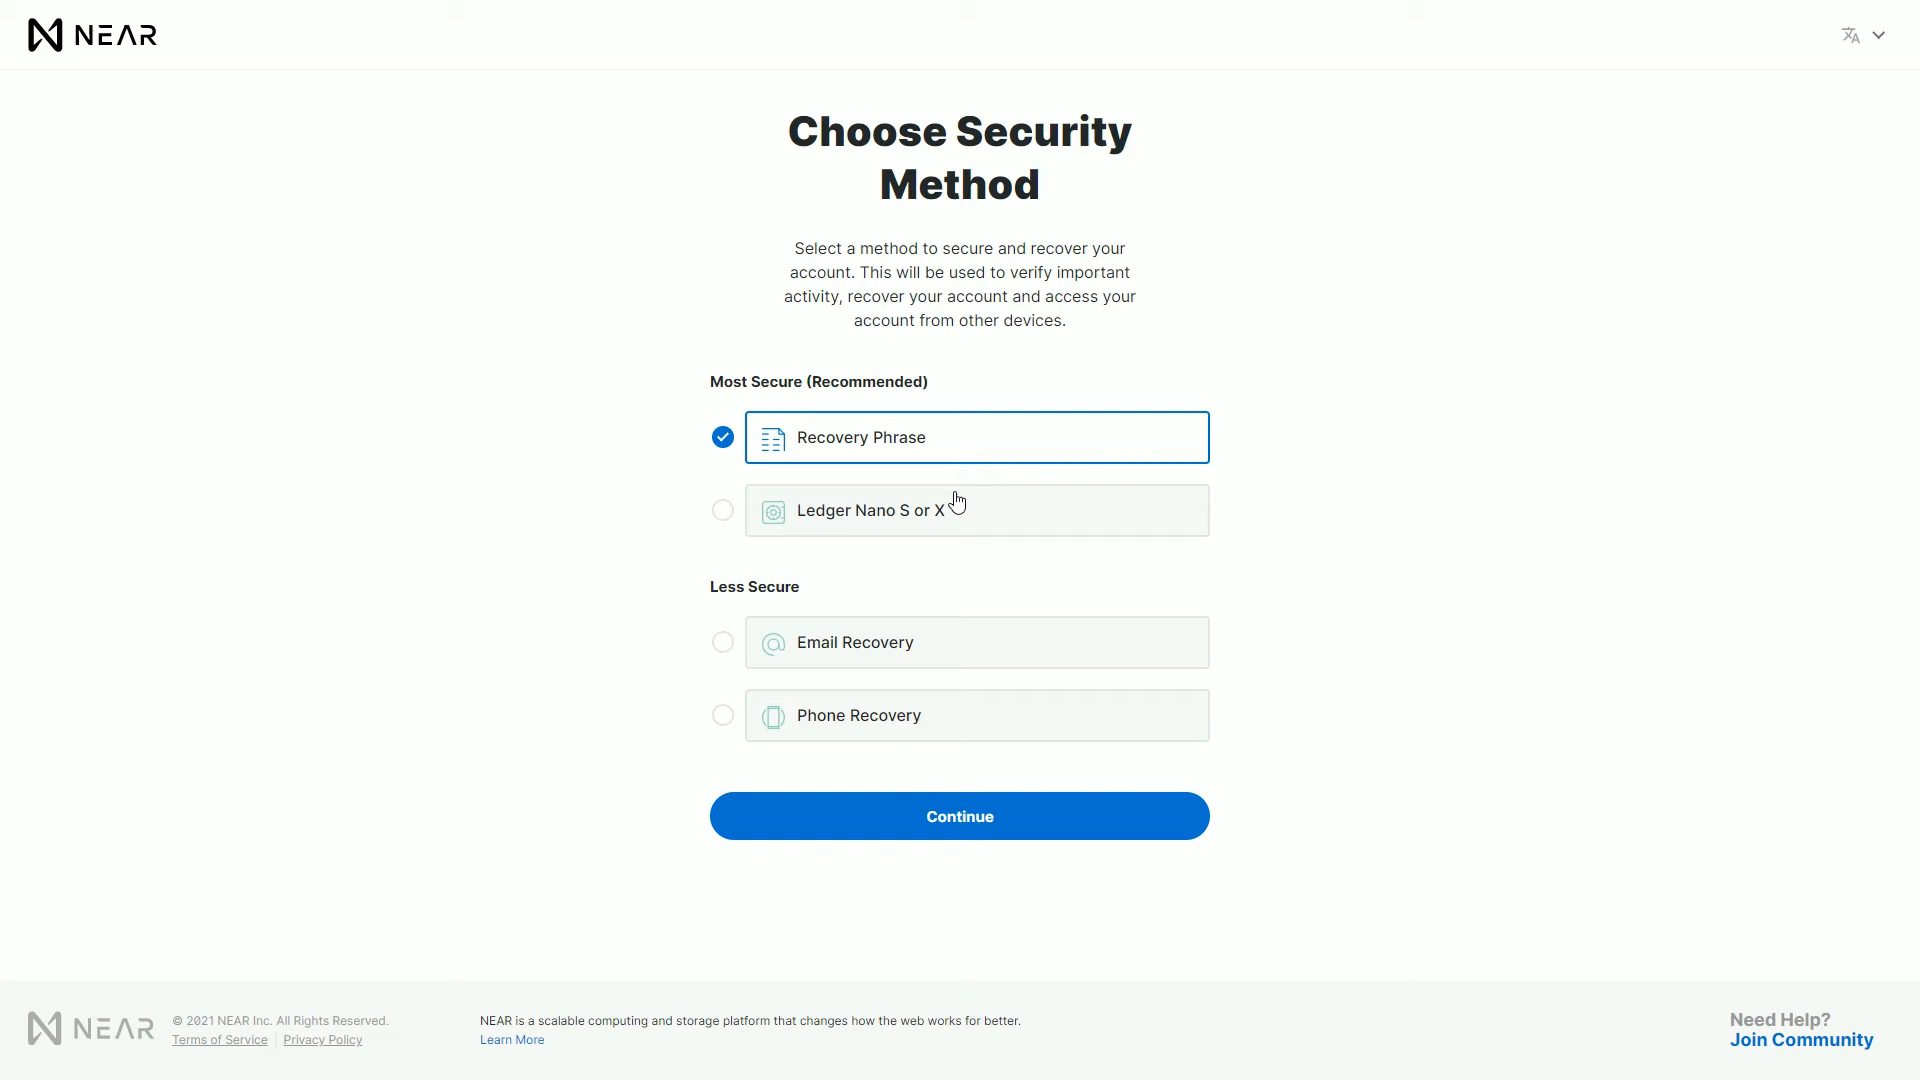 NEAR
Choose Security
Method
Select a method to secure and recover your
account. This will be used to verify important
activity, recover your account and access your
account from other devices.
Most Secure (Recommended)
Recovery Phrase
Ledger Nano S or X
Less Secure
Email Recovery
Phone Recovery
Continue
NEAR
© 2021 NEAR Inc. All Rights Reserved.
Terms of Service | Privacy Policy
NEAR is a scalable computing and storage platform that changes how the web works for better.
Learn More
Need Help?
Join Community